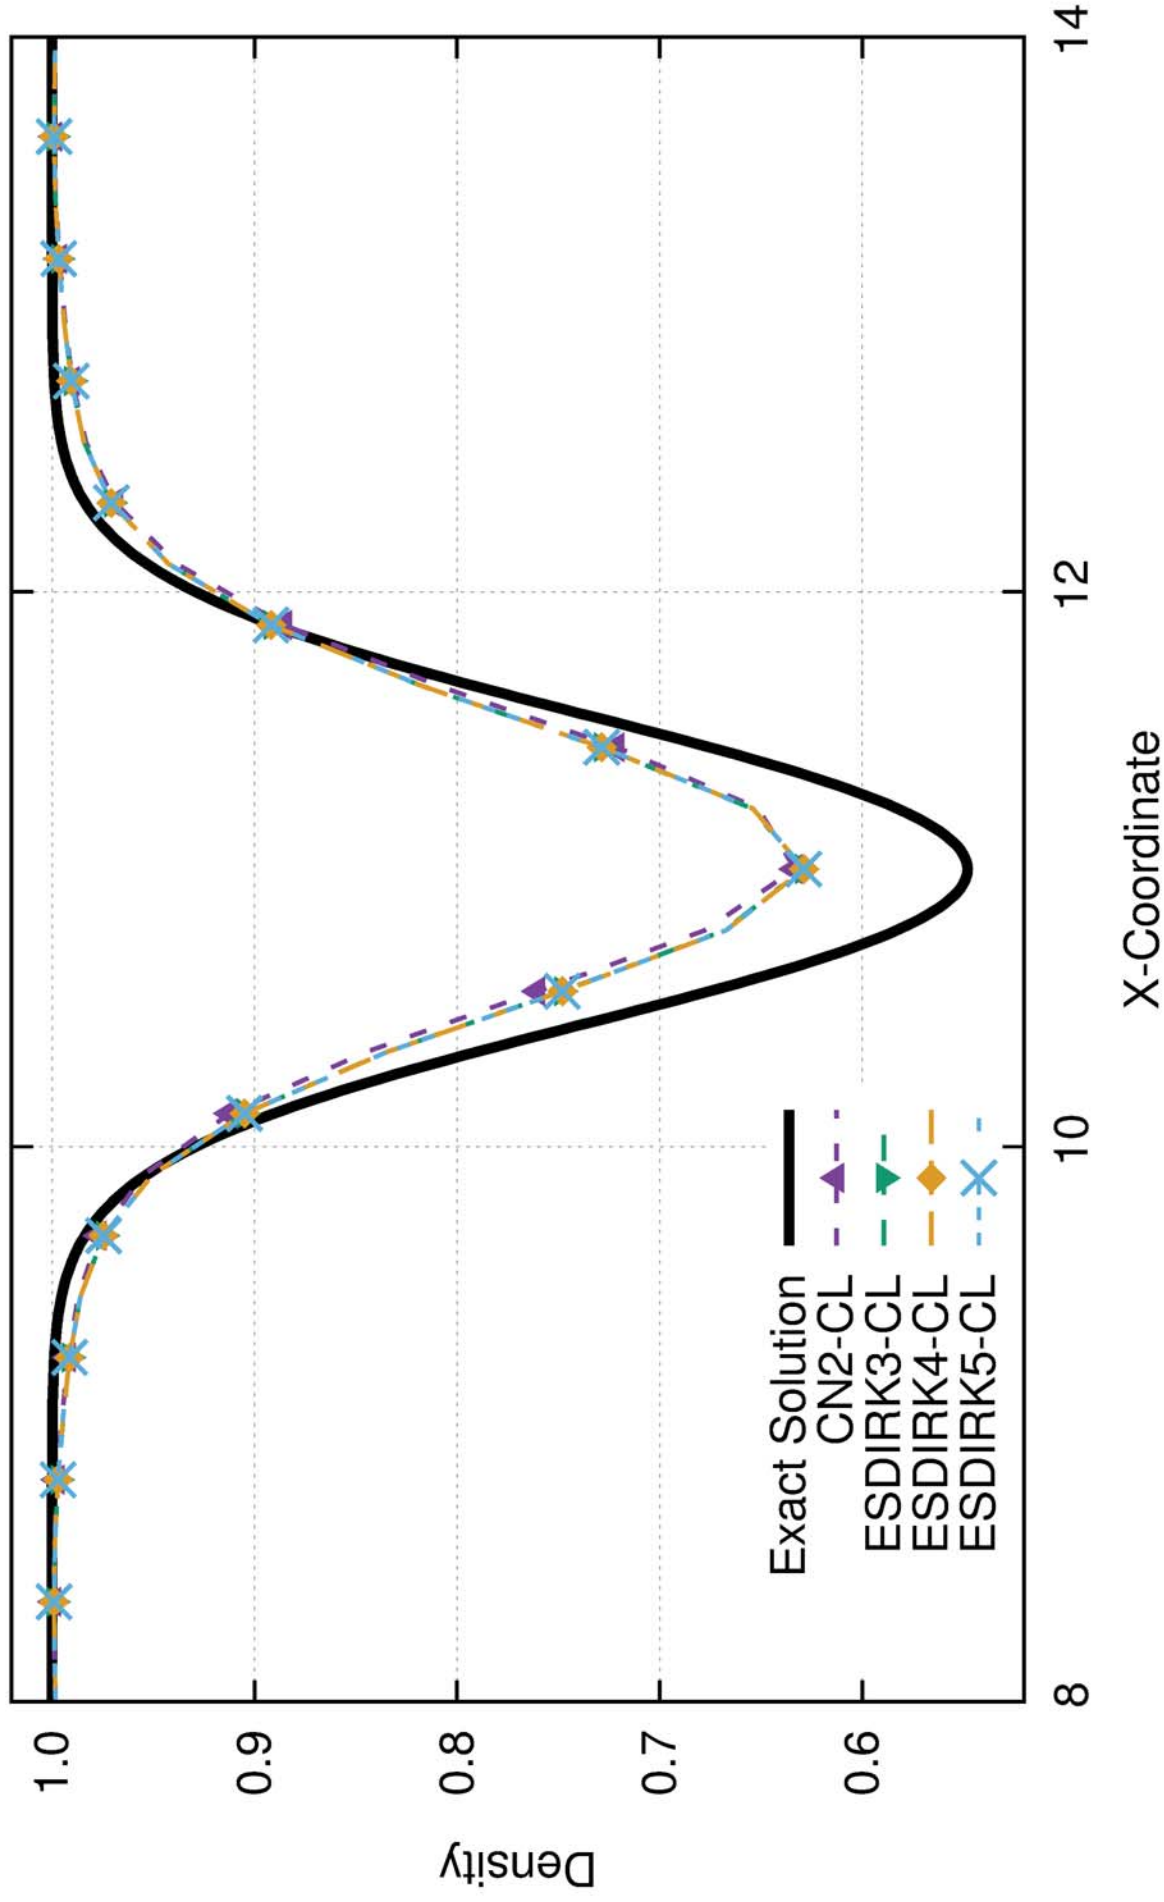 Density
1.0
0.9
0.8
0.7
0.6
Exact Solution
CN2-CL
ESDIRK3-CL
ESDIRK4-CL
ESDIRK5-CL
8
10
12
14
X-Coordinate